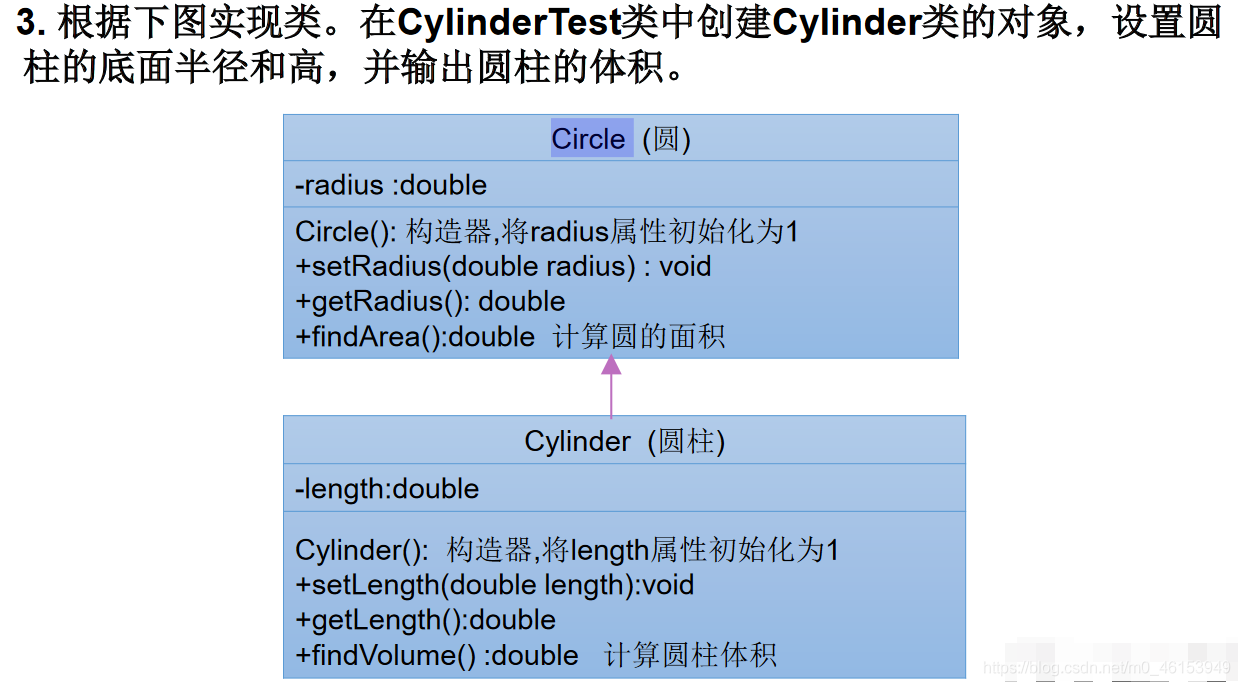 3. 根据下图实现类。在CylinderTest类中创建Cylinder类的对象，设置圆
柱的底面半径和高，并输出圆柱的体积。
Circle (圆)
-radius :double
Circle(): 构造器,将radius属性初始化为1
+setRadius(double radius) : void
+getRadius(): double
+findArea():double 计算圆的面积
Cylinder (圆柱)
-length:double
Cylinder(): 构造器,将length属性初始化为1
+setLength(double length):void
+getLength():double
+findVolume() :double 计算圆柱体积
https://blog.csdn.net/m0_46153949